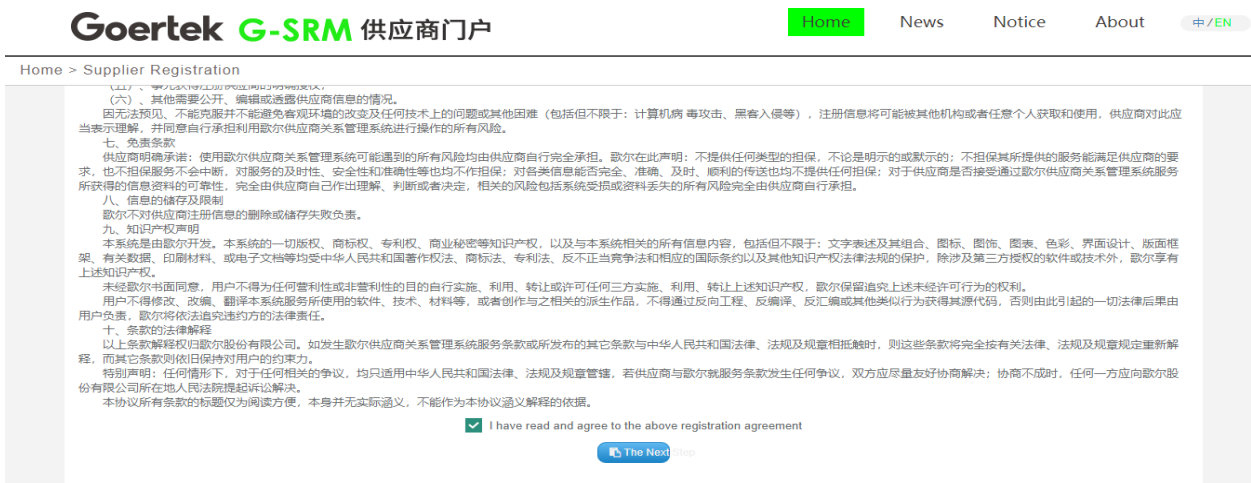 Goertek G-SRM 供应商门户
Home News Notice About 中/EN
Home > Supplier Registration
(五)、事先获得注册供应商的明确授权;
(六)、其他需要公开、编辑或透露供应商信息的情况。
因无法预见、不能克服并不能避免客观环境的改变及任何技术上的问题或其他困难(包括但不限于:计算机病 毒攻击、黑客入侵等),注册信息将可能被其他机构或者任意个人获取和使用,供应商对此应
当表示理解,并同意自行承担利用歌尔供应商关系管理系统进行操作的所有风险。
七、免责条款
供应商明确承诺:使用歌尔供应商关系管理系统可能遇到的所有风险均由供应商自行完全承担。歌尔在此声明:不提供任何类型的担保,不论是明示的或默示的;不担保其所提供的服务能满足供应商的要
求,也不担保服务不会中断,对服务的及时性、安全性和准确性等也均不作担保;对各类信息能否完全、准确、及时、顺利的传送也均不提供任何担保;对于供应商是否接受通过歌尔供应商关系管理系统服务
所获得的信息资料的可靠性,完全由供应商自己作出理解、判断或者决定,相关的风险包括系统受损或资料丢失的所有风险完全由供应商自行承担。
八、信息的储存及限制
歌尔不对供应商注册信息的删除或储存失败负责。
九、知识产权声明
本系统是由歌尔开发。本系统的一切版权、商标权、专利权、商业秘密等知识产权,以及与本系统相关的所有信息内容,包括但不限于:文字表述及其组合、图标、图饰、图表、色彩、界面设计、版面框
架、有关数据、印刷材料、或电子文档等均受中华人民共和国著作权法、商标法、专利法、反不正当竞争法和相应的国际条约以及其他知识产权法律法规的保护,除涉及第三方授权的软件或技术外,歌尔享有
上述知识产权。
未经歌尔书面同意,用户不得为任何营利性或非营利性的目的自行实施、利用、转让或许可任何三方实施、利用、转让上述知识产权,歌尔保留追究上述未经许可行为的权利。
用户不得修改、改编、翻译本系统服务所使用的软件、技术、材料等,或者创作与之相关的派生作品,不得通过反向工程、反编译、反汇编或其他类似行为获得其源代码,否则由此引起的一切法律后果由
用户负责,歌尔将依法追究违约方的法律责任。
十、条款的法律解释
以上条款解释权归歌尔股份有限公司。如发生歌尔供应商关系管理系统服务条款或所发布的其它条款与中华人民共和国法律、法规及规章相抵触时,则这些条款将完全按有关法律、法规及规章规定重新解
释,而其它条款则依旧保持对用户的约束力。
特别声明:任何情形下,对于任何相关的争议,均只适用中华人民共和国法律、法规及规章管辖,若供应商与歌尔就服务条款发生任何争议,双方应尽量友好协商解决;协商不成时,任何一方应向歌尔股
份有限公司所在地人民法院提起诉讼解决。
本协议所有条款的标题仅为阅读方便,本身并无实际涵义,不能作为本协议涵义解释的依据。
I have read and agree to the above registration agreement
The Next Step